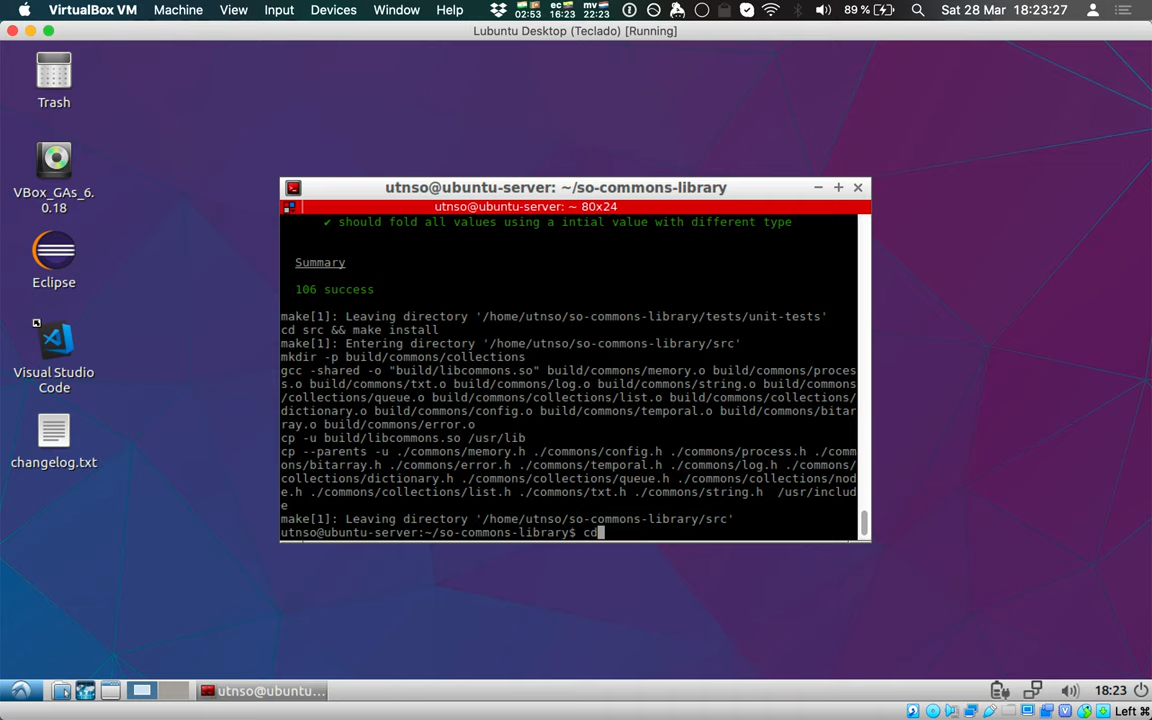 VirtualBox VM Machine View Input Devices Window Help 02:53 ec 16:23 mv 22:23 89 % Sat 28 Mar 18:23:27
Lubuntu Desktop (Teclado) [Running]
Trash
VBox_GAs_6.
0.18
Eclipse
Visual Studio
Code
changelog.txt
utnso@ubuntu-server: ~/so-commons-library
utnso@ubuntu-server: ~ 80x24
✔ should fold all values using a intial value with different type
Summary
106 success
make[1]: Leaving directory '/home/utnso/so-commons-library/tests/unit-tests'
cd src && make install
make[1]: Entering directory '/home/utnso/so-commons-library/src'
mkdir -p build/commons/collections
gcc -shared -o "build/libcommons.so" build/commons/memory.o build/commons/proces
s.o build/commons/txt.o build/commons/log.o build/commons/string.o build/commons
/collections/queue.o build/commons/collections/list.o build/commons/collections/
dictionary.o build/commons/config.o build/commons/temporal.o build/commons/bitar
ray.o build/commons/error.o
cp -u build/libcommons.so /usr/lib
cp --parents -u ./commons/memory.h ./commons/config.h ./commons/process.h ./comm
ons/bitarray.h ./commons/error.h ./commons/temporal.h ./commons/log.h ./commons/
collections/dictionary.h ./commons/collections/queue.h ./commons/collections/nod
e.h ./commons/collections/list.h ./commons/txt.h ./commons/string.h  /usr/includ
e
make[1]: Leaving directory '/home/utnso/so-commons-library/src'
utnso@ubuntu-server:~/so-commons-library$ cd
utnso@ubuntu... 18:23
Left ⌘